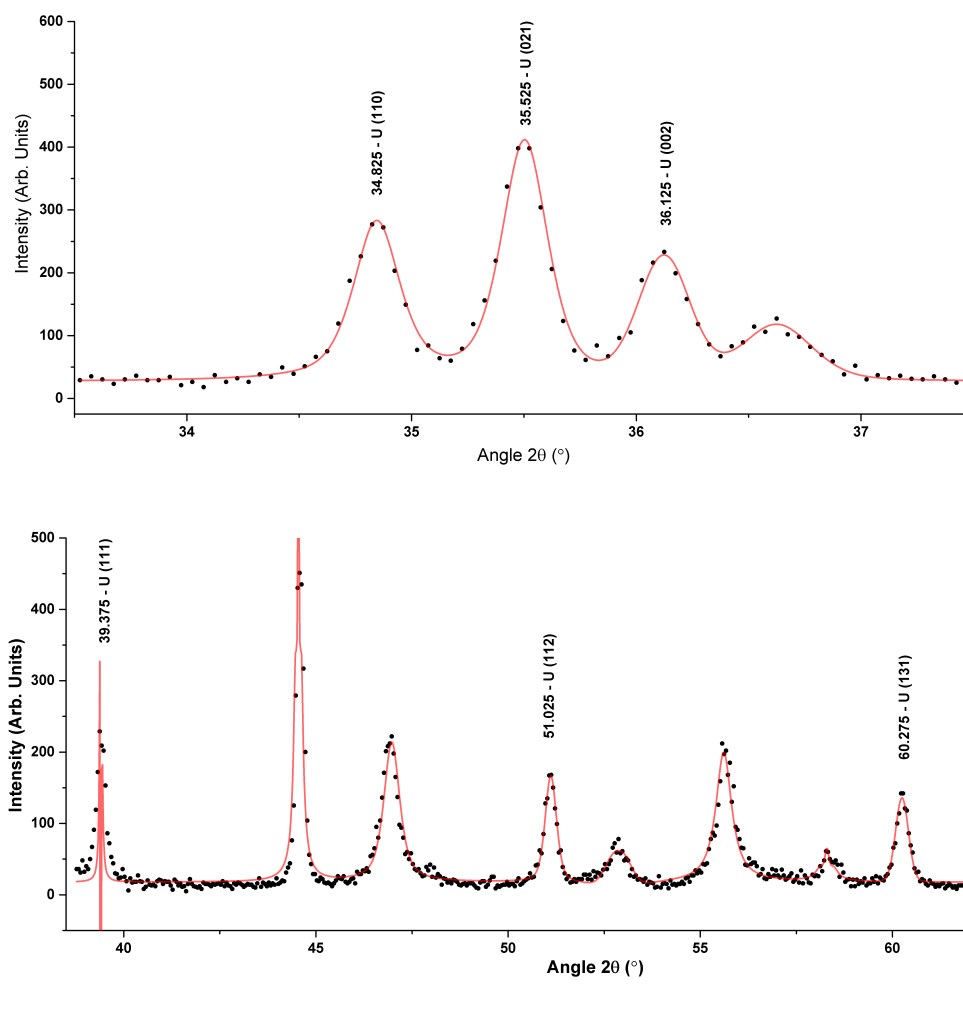 600
500
400
300
200
100
0
Intensity (Arb. Units)
34.825 - U (110)
35.525 - U (021)
36.125 - U (002)
34
35
36
37
Angle 2θ (°)
500
400
300
200
100
0
Intensity (Arb. Units)
39.375 - U (111)
51.025 - U (112)
60.275 - U (131)
40
45
50
55
60
Angle 2θ (°)